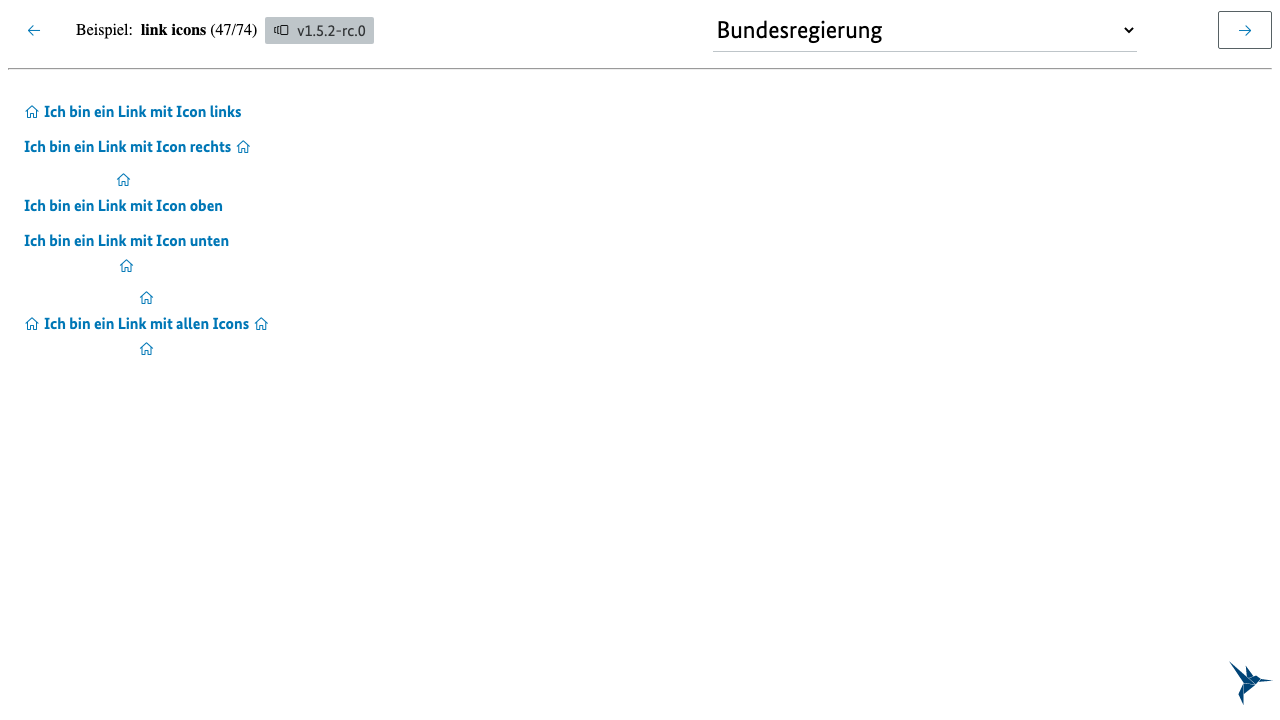 Beispiel: link icons (47/74) v1.5.2-rc.0 Bundesregierung
Ich bin ein Link mit Icon links
Ich bin ein Link mit Icon rechts
Ich bin ein Link mit Icon oben
Ich bin ein Link mit Icon unten
Ich bin ein Link mit allen Icons